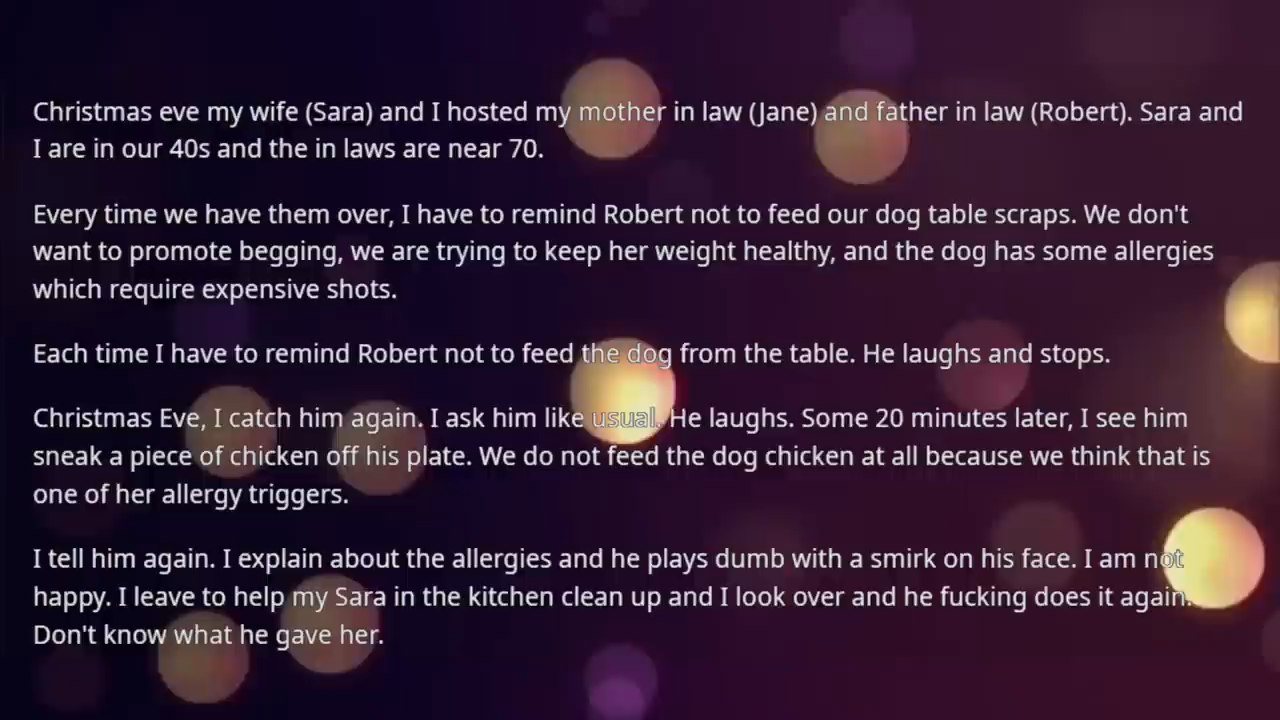 Christmas eve my wife (Sara) and I hosted my mother in law (Jane) and father in law (Robert). Sara and
I are in our 40s and the in laws are near 70.
Every time we have them over, I have to remind Robert not to feed our dog table scraps. We don't
want to promote begging, we are trying to keep her weight healthy, and the dog has some allergies
which require expensive shots.
Each time I have to remind Robert not to feed the dog from the table. He laughs and stops.
Christmas Eve, I catch him again. I ask him like usual. He laughs. Some 20 minutes later, I see him
sneak a piece of chicken off his plate. We do not feed the dog chicken at all because we think that is
one of her allergy triggers.
I tell him again. I explain about the allergies and he plays dumb with a smirk on his face. I am not
happy. I leave to help my Sara in the kitchen clean up and I look over and he fucking does it again.
Don't know what he gave her.